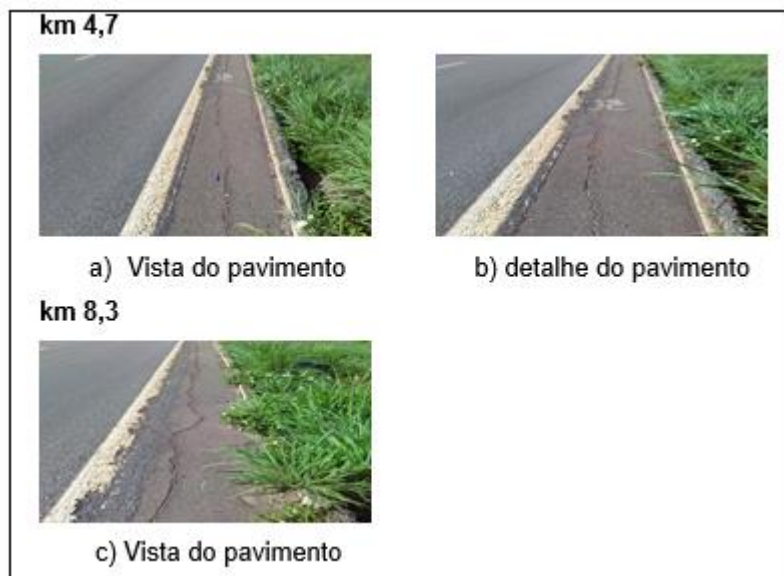 km 4,7
a) Vista do pavimento
b) detalhe do pavimento
km 8,3
c) Vista do pavimento